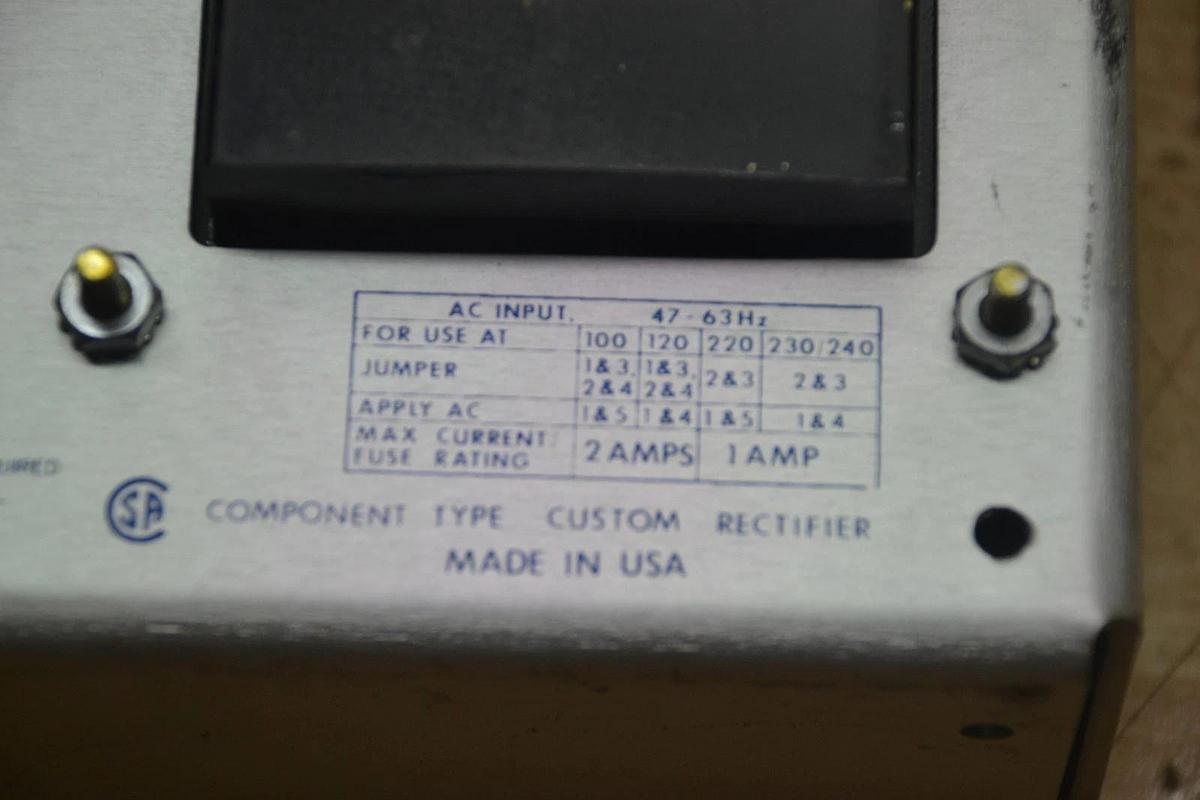 AC INPUT, 47-63Hz
FOR USE AT 100 120 220 230/240
JUMPER 1&3, 2&4 1&3, 2&4 2&3 2&3
APPLY AC 1&5 1&4 1&5 1&4
MAX CURRENT/ FUSE RATING 2 AMPS 1 AMP
SA COMPONENT TYPE CUSTOM RECTIFIER
MADE IN USA